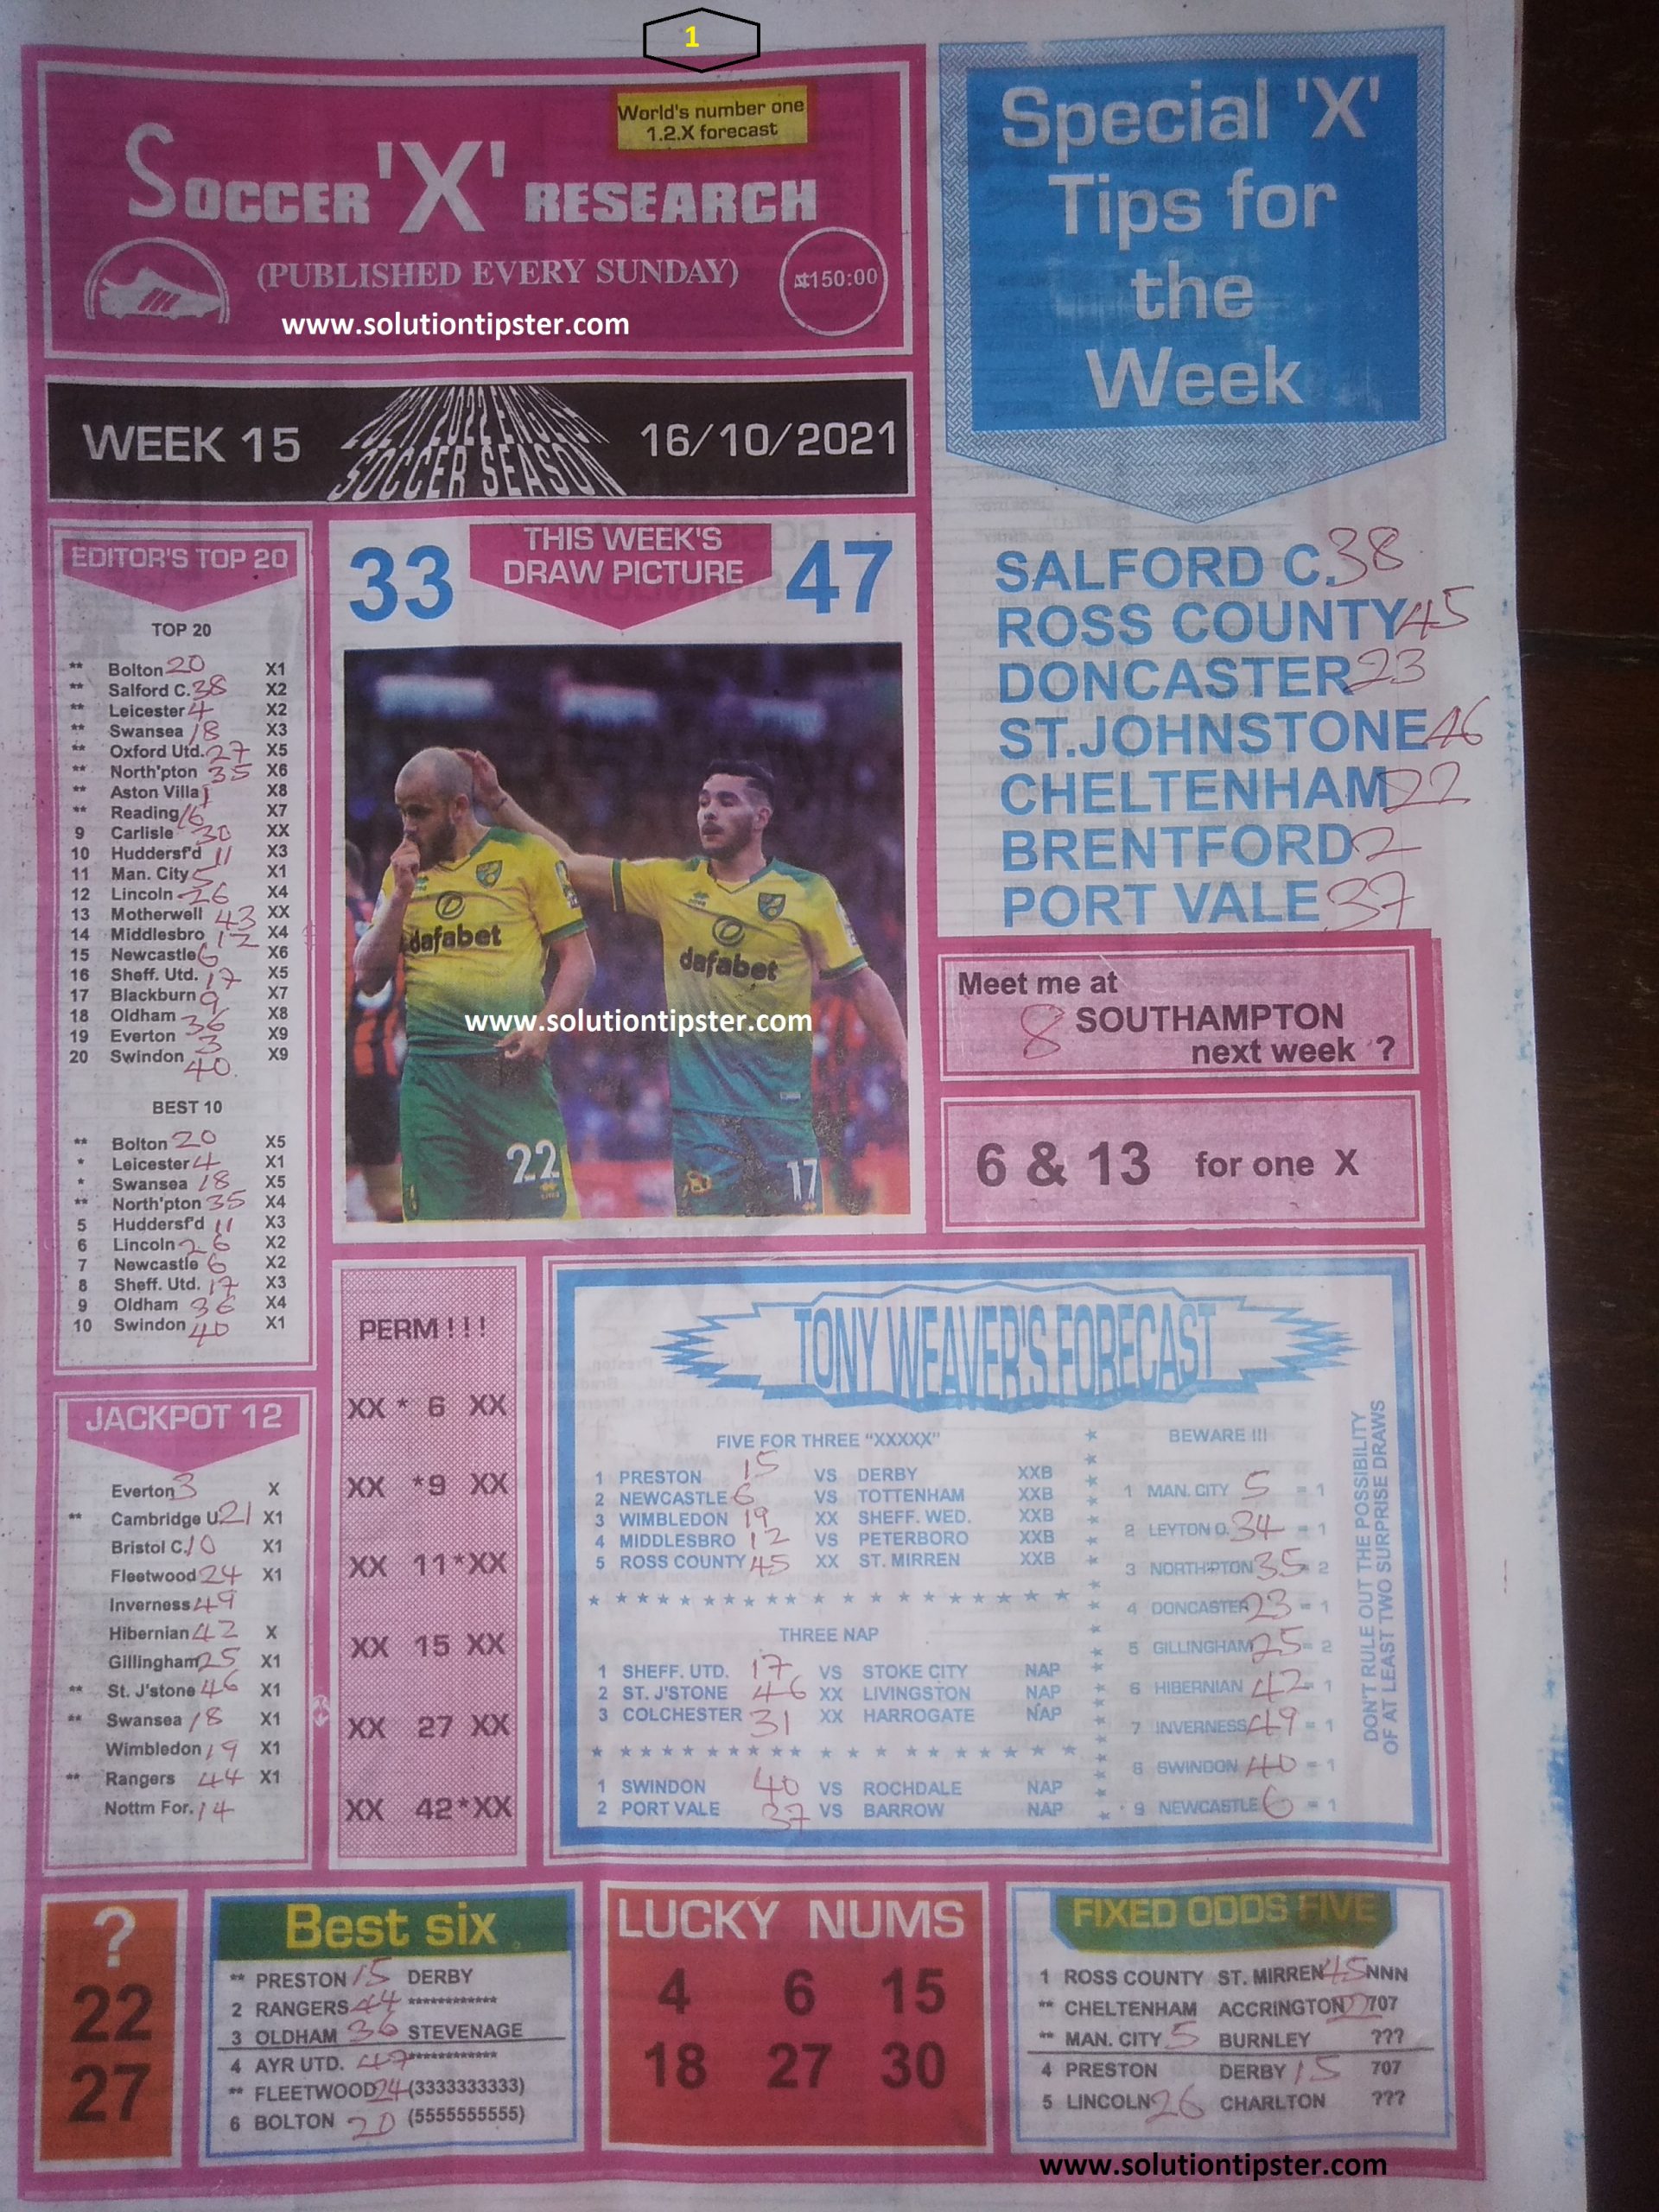 1
World's number one
1.2.X forecast
SOCCER 'X' RESEARCH
(PUBLISHED EVERY SUNDAY)
₦150:00
www.solutiontipster.com
WEEK 15
2021/2022 ENGLISH
SOCCER SEASON
16/10/2021
Special 'X'
Tips for
the
Week
SALFORD C. 38
ROSS COUNTY 45
DONCASTER 23
ST.JOHNSTONE 46
CHELTENHAM 22
BRENTFORD 2
PORT VALE 37
Meet me at
8 SOUTHAMPTON
next week ?
6 & 13 for one X
EDITOR'S TOP 20
TOP 20
** Bolton 20 X1
** Salford C. 38 X2
** Leicester 4 X2
** Swansea 18 X3
** Oxford Utd. 27 X5
** North'pton 35 X6
** Aston Villa 1 X8
** Reading 16 X7
9 Carlisle 30 XX
10 Huddersf'd 11 X3
11 Man. City 5 X1
12 Lincoln 26 X4
13 Motherwell 43 XX
14 Middlesbro 12 X4
15 Newcastle 6 X6
16 Sheff. Utd. 17 X5
17 Blackburn 9 X7
18 Oldham 36 X8
19 Everton 3 X9
20 Swindon 40 X9
BEST 10
** Bolton 20 X5
* Leicester 4 X1
* Swansea 18 X5
** North'pton 35 X4
5 Huddersf'd 11 X3
6 Lincoln 26 X2
7 Newcastle 6 X2
8 Sheff. Utd. 17 X3
9 Oldham 36 X4
10 Swindon 40 X1
33
THIS WEEK'S
DRAW PICTURE
47
dafabet
dafabet
www.solutiontipster.com
22
17
JACKPOT 12
Everton 3 X
** Cambridge U. 21 X1
Bristol C. 10 X1
Fleetwood 24 X1
Inverness 49
Hibernian 42 X
Gillingham 25 X1
** St. J'stone 46 X1
** Swansea 18 X1
Wimbledon 19 X1
** Rangers 44 X1
Nottm For. 14
PERM ! ! !
XX * 6 XX
XX *9 XX
XX 11*XX
XX 15 XX
XX 27 XX
XX 42*XX
TONY WEAVER'S FORECAST
FIVE FOR THREE "XXXXX"
1 PRESTON 15 VS DERBY XXB
2 NEWCASTLE 6 VS TOTTENHAM XXB
3 WIMBLEDON 19 XX SHEFF. WED. XXB
4 MIDDLESBRO 12 VS PETERBORO XXB
5 ROSS COUNTY 45 XX ST. MIRREN XXB
THREE NAP
1 SHEFF. UTD. 17 VS STOKE CITY NAP
2 ST. J'STONE 46 XX LIVINGSTON NAP
3 COLCHESTER 31 XX HARROGATE NAP
1 SWINDON 40 VS ROCHDALE NAP
2 PORT VALE 37 VS BARROW NAP
BEWARE !!!
1 MAN. CITY 5 = 1
2 LEYTON O. 34 = 1
3 NORTH'PTON 35 = 2
4 DONCASTER 23 = 1
5 GILLINGHAM 25 = 2
6 HIBERNIAN 42 = 1
7 INVERNESS 49 = 1
8 SWINDON 40 = 1
9 NEWCASTLE 6 = 1
DON'T RULE OUT THE POSSIBILITY
OF AT LEAST TWO SURPRISE DRAWS
?
22
27
Best six
** PRESTON 15 DERBY
2 RANGERS 44 ************
3 OLDHAM 36 STEVENAGE
4 AYR UTD. 47 ************
** FLEETWOOD 24 (3333333333)
6 BOLTON 20 (5555555555)
LUCKY NUMS
4 6 15
18 27 30
FIXED ODDS FIVE
1 ROSS COUNTY ST. MIRREN 45 NNN
** CHELTENHAM ACCRINGTON 22 707
** MAN. CITY 5 BURNLEY ???
4 PRESTON DERBY 15 707
5 LINCOLN 26 CHARLTON ???
www.solutiontipster.com